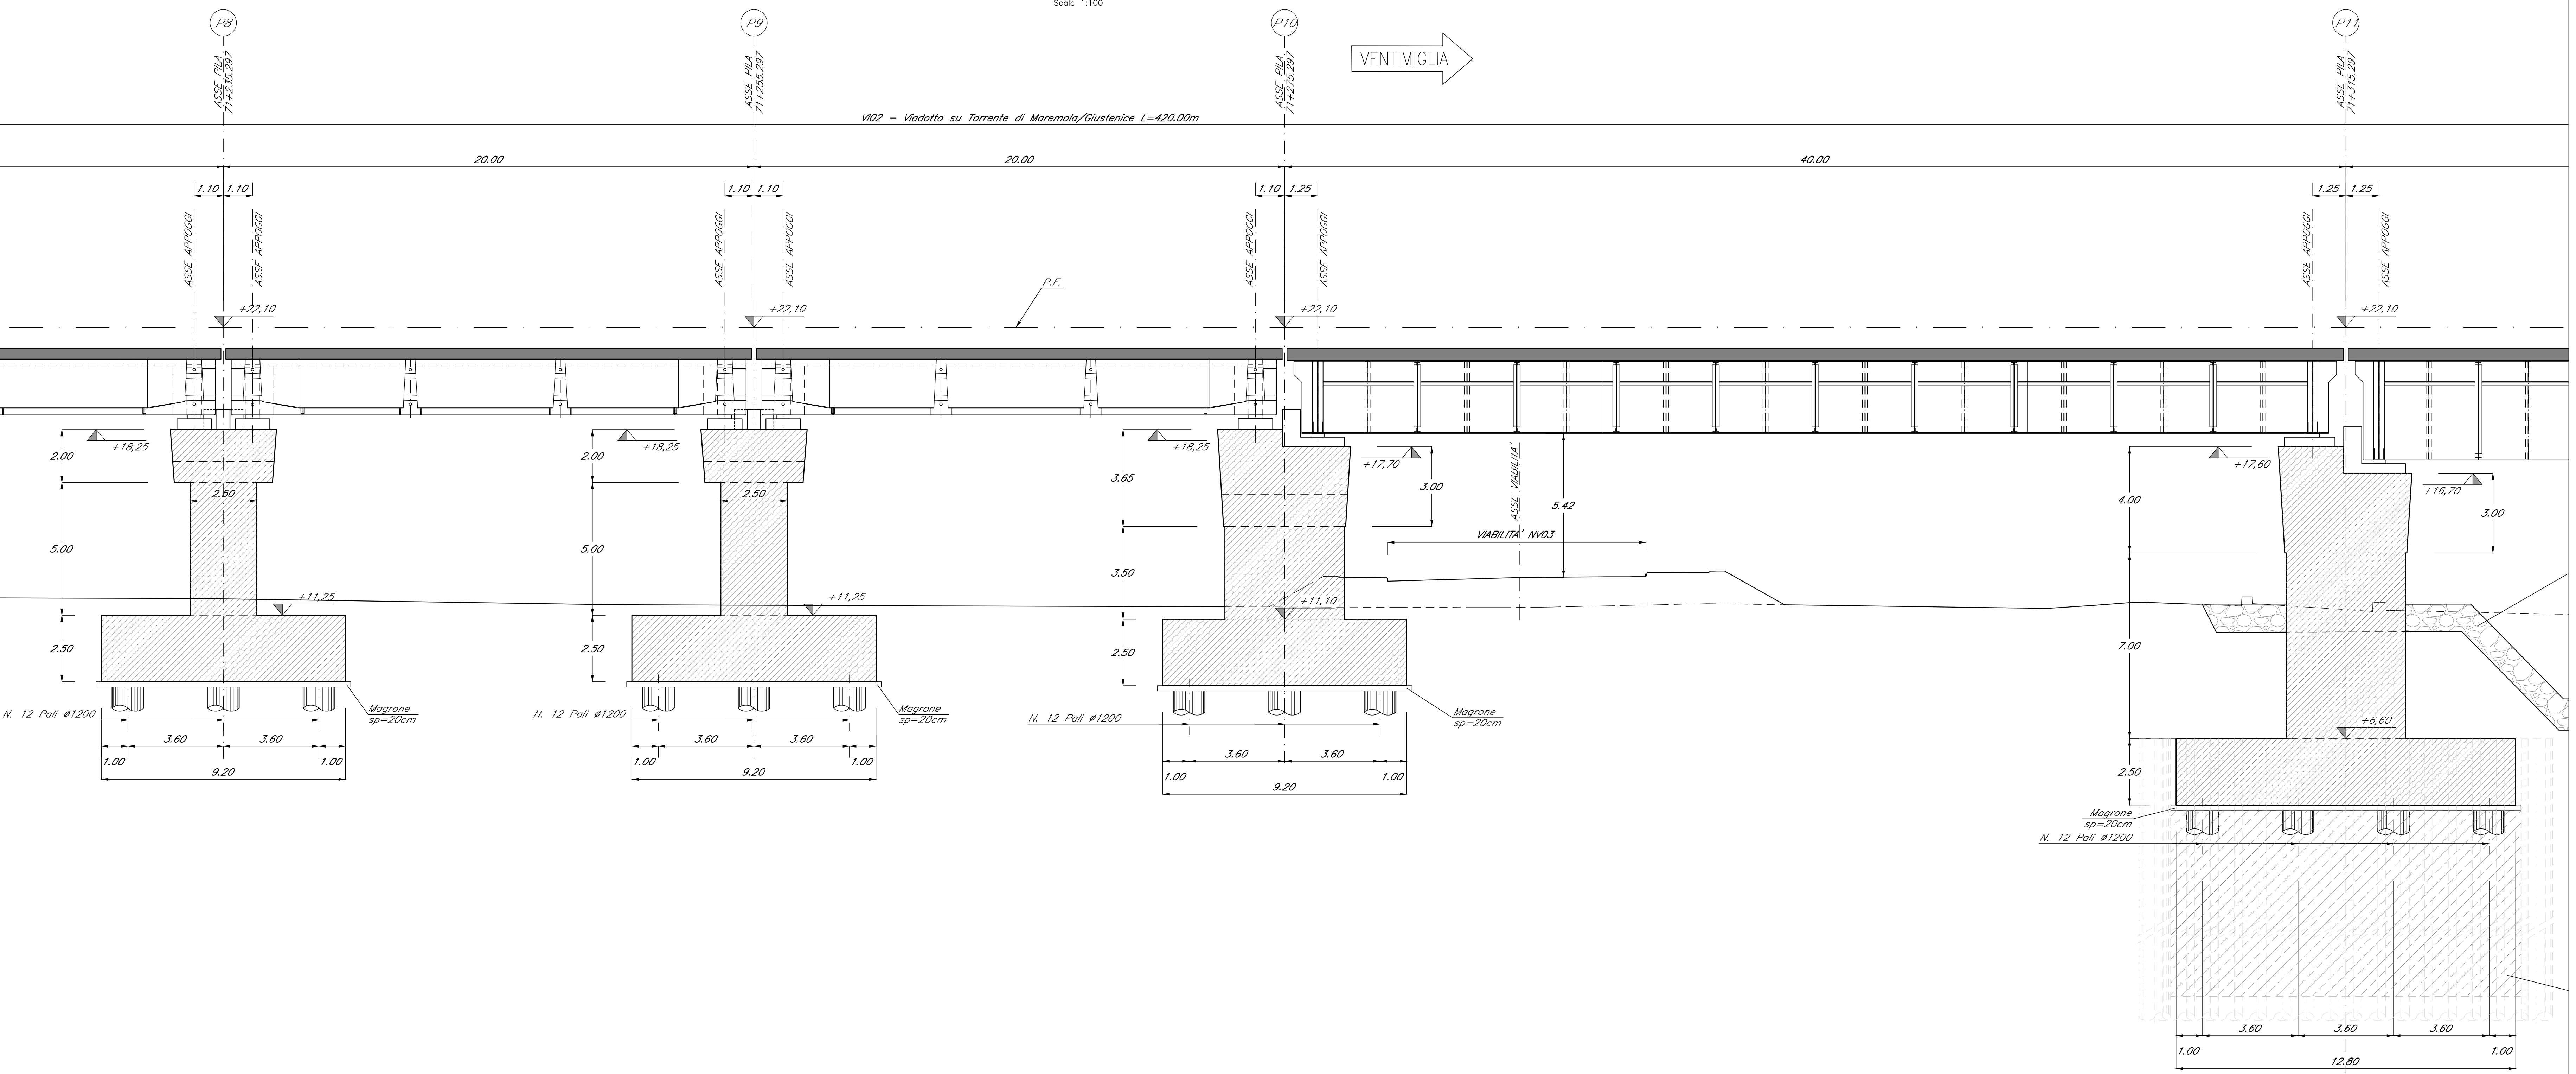 Scala 1:100
P8
P9
P10
P11
ASSE PILA
71+235.297
ASSE PILA
71+255.297
ASSE PILA
71+275.297
ASSE PILA
71+315.297
VENTIMIGLIA
VI02 - Viadotto su Torrente di Maremola/Giustenice L=420.00m
20.00
20.00
40.00
1.10
1.10
1.10
1.10
1.10
1.25
1.25
1.25
ASSE APPOGGI
ASSE APPOGGI
ASSE APPOGGI
ASSE APPOGGI
ASSE APPOGGI
ASSE APPOGGI
ASSE APPOGGI
ASSE APPOGGI
P.F.
+22,10
+22,10
+22,10
+22,10
+18,25
+18,25
+18,25
+17,70
+17,60
+16,70
2.00
5.00
2.50
2.50
2.00
5.00
2.50
2.50
3.65
3.50
2.50
3.00
5.42
ASSE VIABILITA'
VIABILITA' NV03
4.00
7.00
2.50
3.00
+11,25
+11,25
+11,10
+6,60
N. 12 Pali ø1200
Magrone
sp=20cm
N. 12 Pali ø1200
Magrone
sp=20cm
N. 12 Pali ø1200
Magrone
sp=20cm
Magrone
sp=20cm
N. 12 Pali ø1200
3.60
3.60
1.00
1.00
9.20
3.60
3.60
1.00
1.00
9.20
3.60
3.60
1.00
1.00
9.20
3.60
3.60
3.60
1.00
1.00
12.80